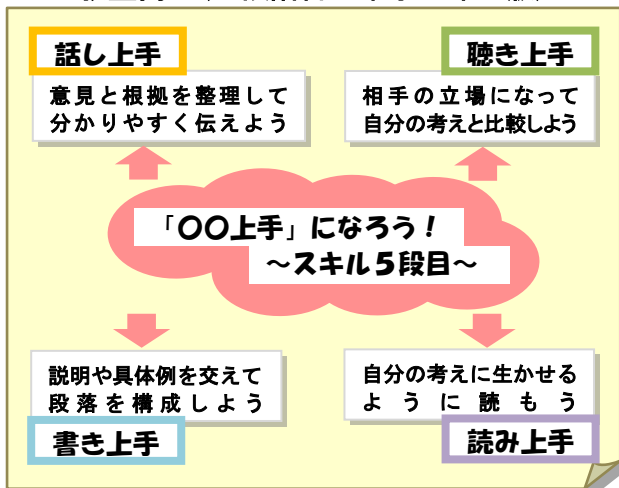 話し上手
意見と根拠を整理して
分かりやすく伝えよう
聴き上手
相手の立場になって
自分の考えと比較しよう
「○○上手」になろう！
～スキル５段目～
説明や具体例を交えて
段落を構成しよう
書き上手
自分の考えに生かせる
ように読もう
読み上手